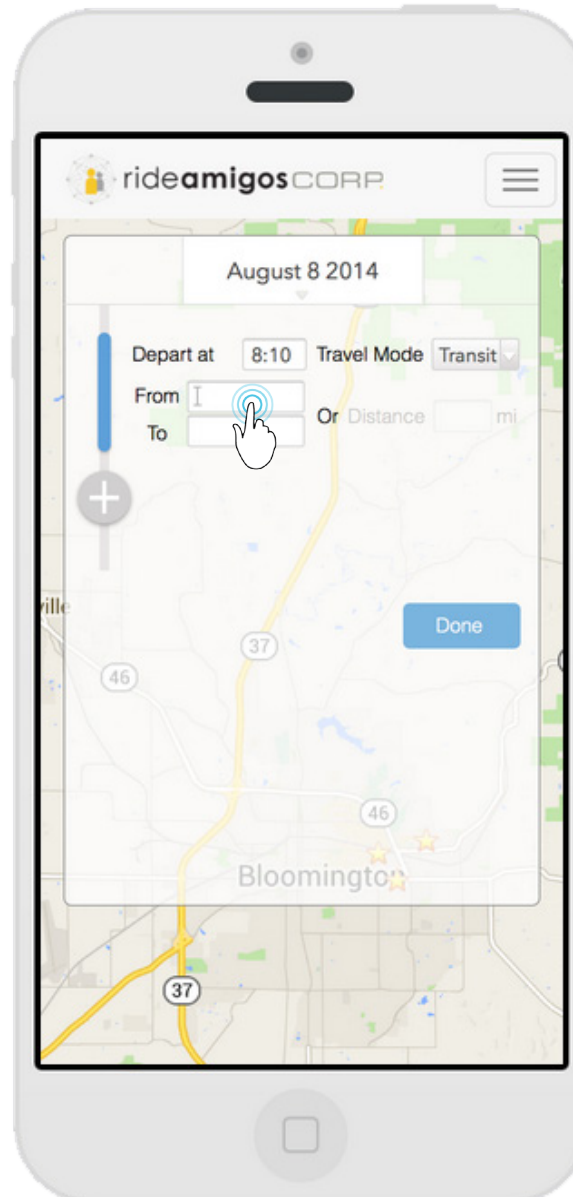 rideamigos CORP.
August 8 2014
Depart at 8:10 Travel Mode Transit
From
Or Distance mi
To
ville
Done
37
46
46
Bloomington
37